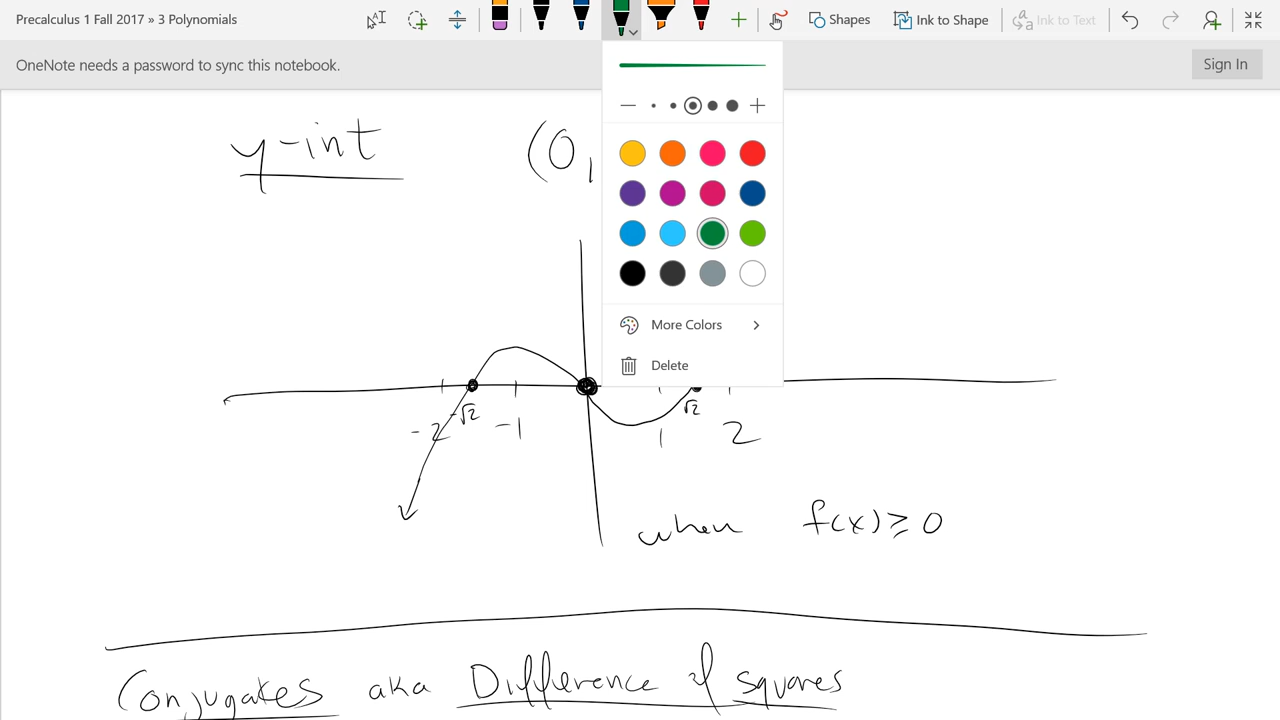 Precalculus 1 Fall 2017 » 3 Polynomials
Shapes
Ink to Shape
Ink to Text
OneNote needs a password to sync this notebook.
Sign In
y-int (0,
More Colors
Delete
-2 -√2 -1 1 √2 2
when f(x) ≥ 0
Conjugates aka Difference of squares